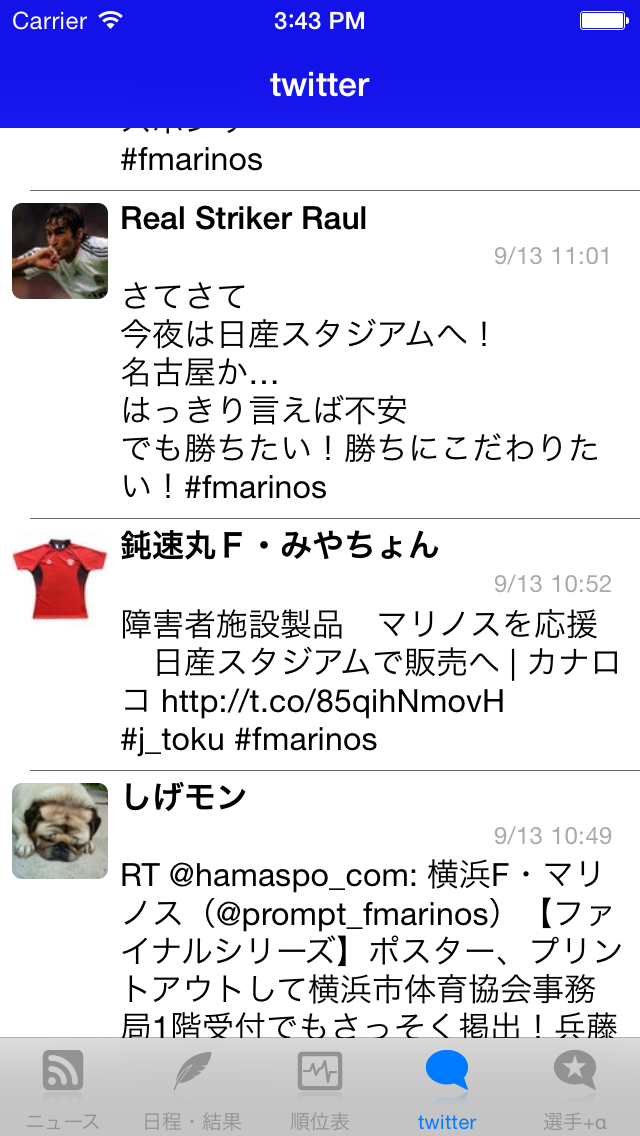 Carrier 3:43 PM
twitter
#fmarinos
Real Striker Raul
9/13 11:01
さてさて
今夜は日産スタジアムへ！
名古屋か…
はっきり言えば不安
でも勝ちたい！勝ちにこだわりた
い！#fmarinos
鈍速丸Ｆ・みやちょん
9/13 10:52
障害者施設製品　マリノスを応援
　日産スタジアムで販売へ | カナロ
コ http://t.co/85qihNmovH
#j_toku #fmarinos
しげモン
9/13 10:49
RT @hamaspo_com: 横浜F・マリ
ノス（@prompt_fmarinos）【ファ
イナルシリーズ】ポスター、プリン
トアウトして横浜市体育協会事務
局1階受付でもさっそく掲出！兵藤
ニュース 日程・結果 順位表 twitter 選手+α